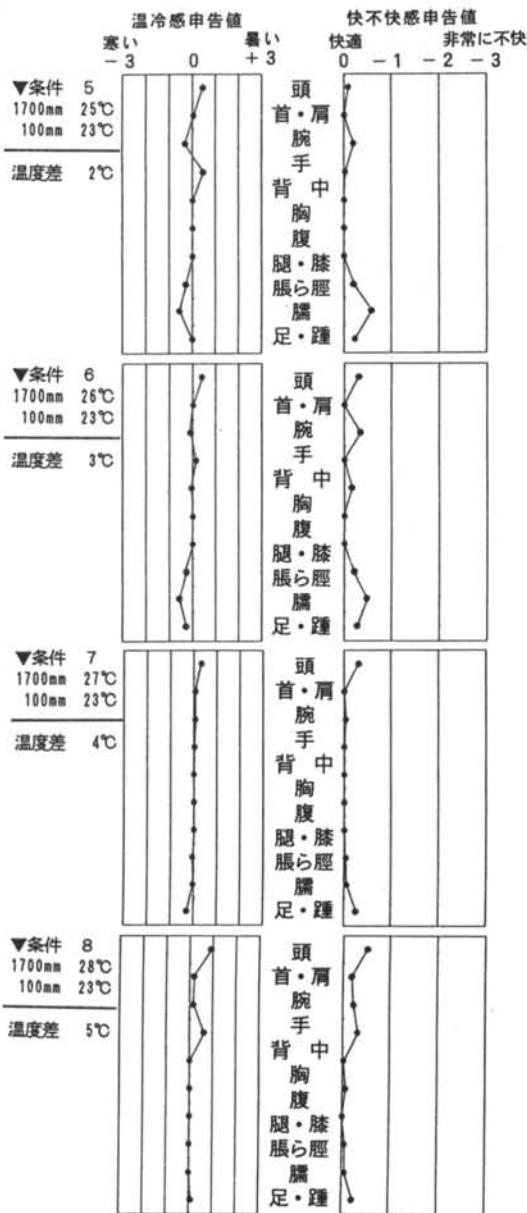 温冷感申告値 快不快感申告値
寒い 暑い 快適 非常に不快
－3 0 ＋3 0 －1 －2 －3
▼条件 5 頭
1700mm 25℃ 首・肩
100mm 23℃ 腕
手
温度差 2℃ 背中
胸
腹
腿・膝
脹ら脛
臑
足・踵
▼条件 6 頭
1700mm 26℃ 首・肩
100mm 23℃ 腕
温度差 3℃ 手
背中
胸
腹
腿・膝
脹ら脛
臑
足・踵
▼条件 7 頭
1700mm 27℃ 首・肩
100mm 23℃ 腕
温度差 4℃ 手
背中
胸
腹
腿・膝
脹ら脛
臑
足・踵
▼条件 8 頭
1700mm 28℃ 首・肩
100mm 23℃ 腕
温度差 5℃ 手
背中
胸
腹
腿・膝
脹ら脛
臑
足・踵